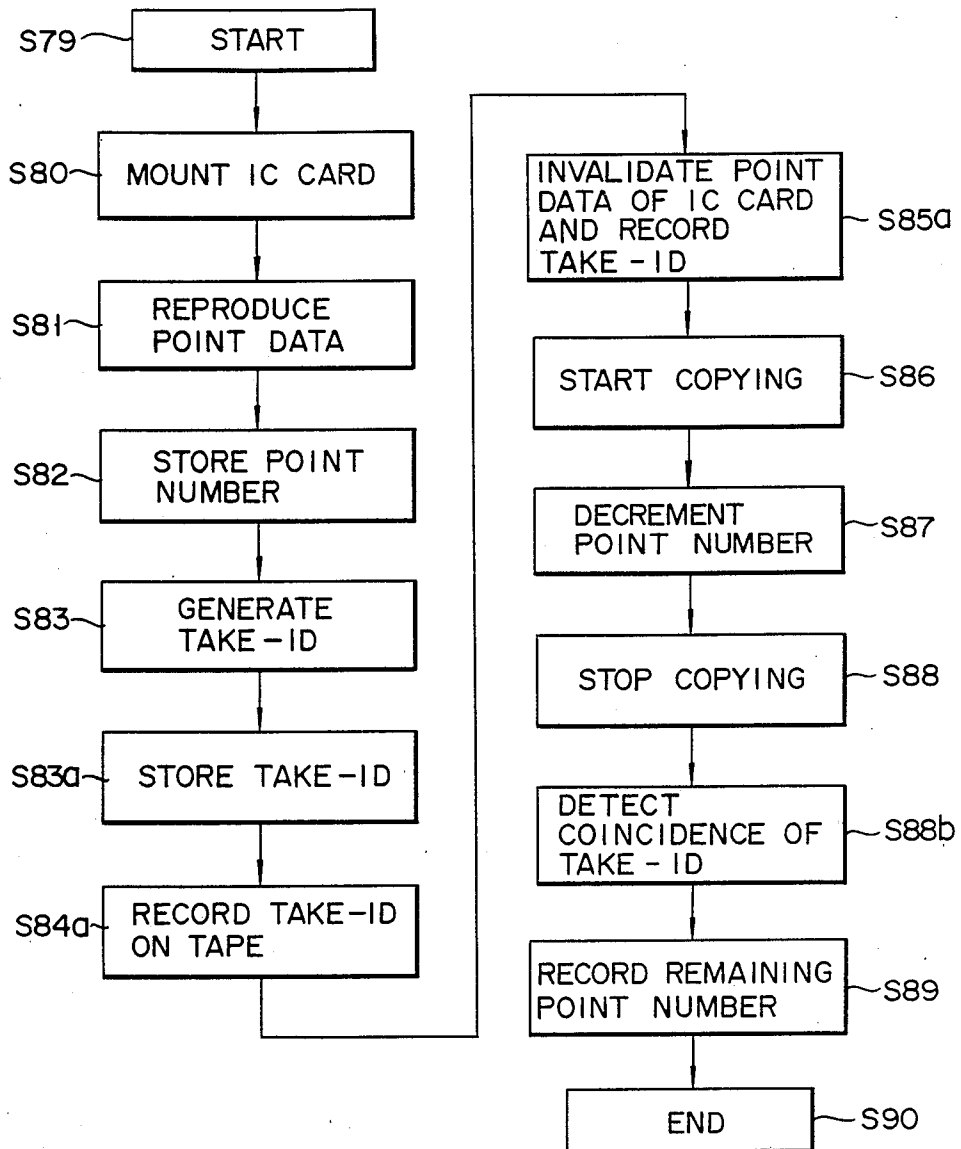 S79
START
S80
MOUNT IC CARD
S81
REPRODUCE
POINT DATA
S82
STORE POINT
NUMBER
S83
GENERATE
TAKE-ID
S83a
STORE TAKE-ID
S84a
RECORD TAKE-ID
ON TAPE
INVALIDATE POINT
DATA OF IC CARD
AND RECORD
TAKE-ID
S85a
START COPYING
S86
DECREMENT
POINT NUMBER
S87
STOP COPYING
S88
DETECT
COINCIDENCE OF
TAKE-ID
S88b
RECORD REMAINING
POINT NUMBER
S89
END
S90